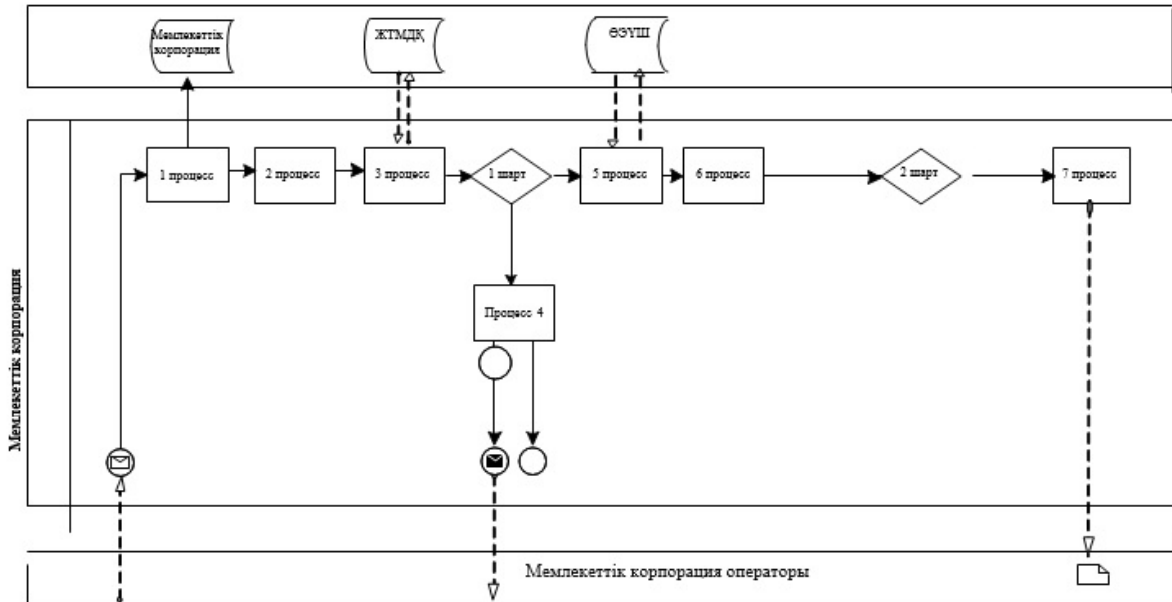 Мемлекеттік
корпорация
ЖТМДҚ
ӨЭҮШ
1 процесс
2 процесс
3 процесс
1 шарт
5 процесс
6 процесс
2 шарт
7 процесс
Процесс 4
Мемлекеттік корпорация
Мемлекеттік корпорация операторы